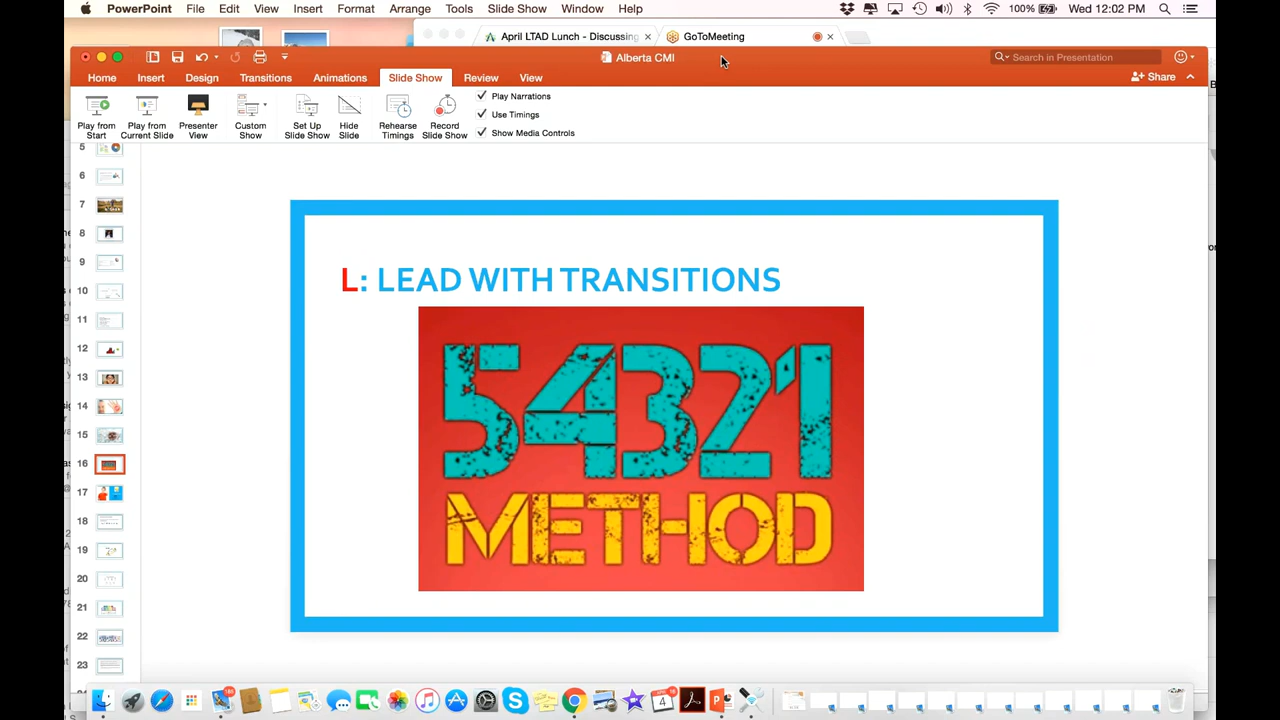 PowerPoint File Edit View Insert Format Arrange Tools Slide Show Window Help 100% Wed 12:02 PM
April LTAD Lunch - Discussing GoToMeeting
Alberta CMI Search in Presentation
Home Insert Design Transitions Animations Slide Show Review View Share
Play Narrations
Use Timings
Show Media Controls
Play from Start
Play from Current Slide
Presenter View
Custom Show
Set Up Slide Show
Hide Slide
Rehearse Timings
Record Slide Show
5
6
7
8
9
10
11
12
13
14
15
16
17
18
19
20
21
22
23
L: LEAD WITH TRANSITIONS
54321
METHOD